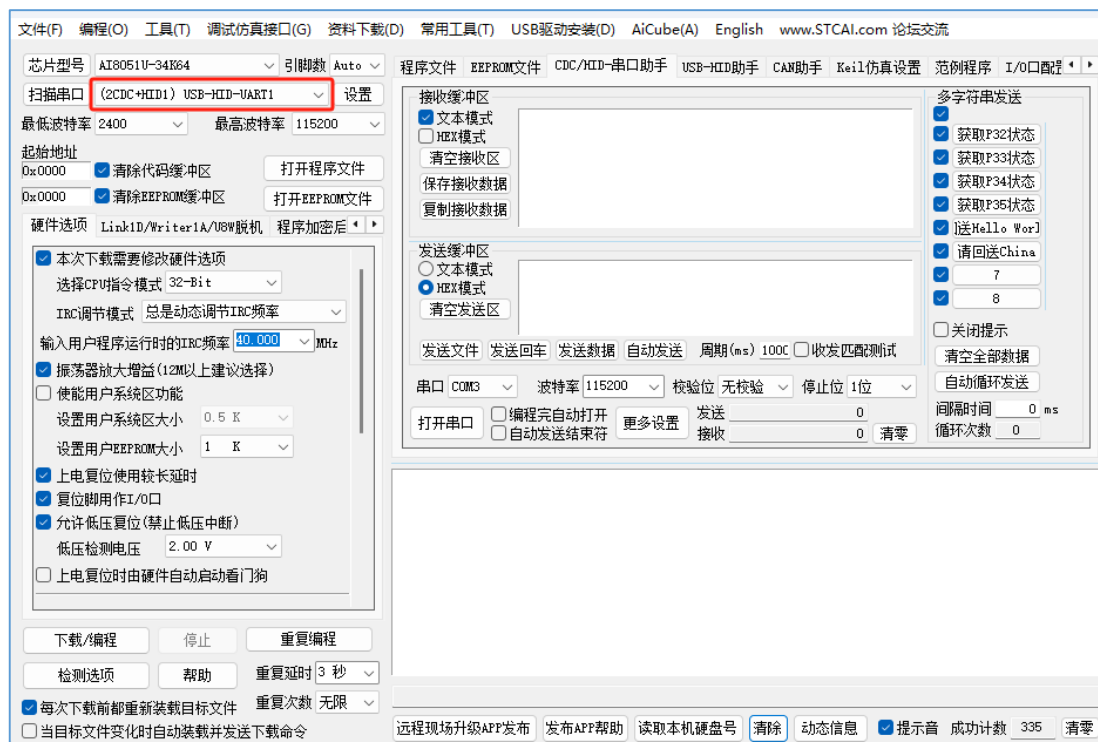 文件(F) 编程(O) 工具(T) 调试仿真接口(G) 资料下载(D) 常用工具(T) USB驱动安装(D) AiCube(A) English www.STCAI.com 论坛交流
芯片型号 AI8051U-34K64 引脚数 Auto
扫描串口 (2CDC+HID1) USB-HID-UART1 设置
最低波特率 2400 最高波特率 115200
起始地址
0x0000 清除代码缓冲区 打开程序文件
0x0000 清除EEPROM缓冲区 打开EEPROM文件
硬件选项 Link1D/Writer1A/U8W脱机 程序加密后
本次下载需要修改硬件选项
选择CPU指令模式 32-Bit
IRC调节模式 总是动态调节IRC频率
输入用户程序运行时的IRC频率 40.000 MHz
振荡器放大增益(12M以上建议选择)
使能用户系统区功能
设置用户系统区大小 0.5 K
设置用户EEPROM大小 1 K
上电复位使用较长延时
复位脚用作I/O口
允许低压复位(禁止低压中断)
低压检测电压 2.00 V
上电复位时由硬件自动启动看门狗
下载/编程 停止 重复编程
检测选项 帮助 重复延时 3 秒
每次下载前都重新装载目标文件 重复次数 无限
当目标文件变化时自动装载并发送下载命令
程序文件 EEPROM文件 CDC/HID-串口助手 USB-HID助手 CAN助手 Keil仿真设置 范例程序 I/O口配
接收缓冲区
文本模式
HEX模式
清空接收区
保存接收数据
复制接收数据
发送缓冲区
文本模式
HEX模式
清空发送区
发送文件 发送回车 发送数据 自动发送 周期(ms) 100 收发匹配测试
串口 COM3 波特率 115200 校验位 无校验 停止位 1位
打开串口 编程完自动打开 更多设置 发送 0
自动发送结束符 接收 0 清零
多字符串发送
获取P32状态
获取P33状态
获取P34状态
获取P35状态
送Hello Worl
请回送China
7
8
关闭提示
清空全部数据
自动循环发送
间隔时间 0 ms
循环次数 0
远程现场升级APP发布 发布APP帮助 读取本机硬盘号 清除 动态信息 提示音 成功计数 335 清零